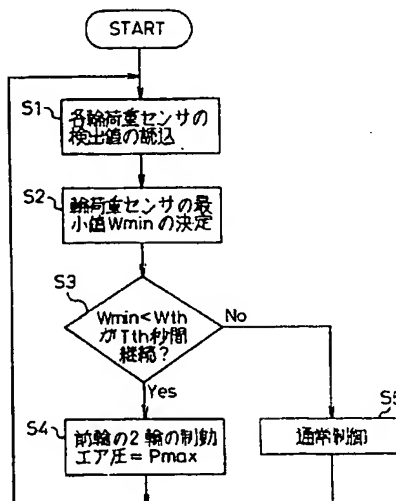 START
S1
各輪荷重センサの
検出値の読込
S2
輪荷重センサの最
小値Wminの決定
S3
Wmin<Wth
がTth秒間
継続?
No
Yes
S4
前輪の2輪の制動
エア圧=Pmax
S5
通常制御